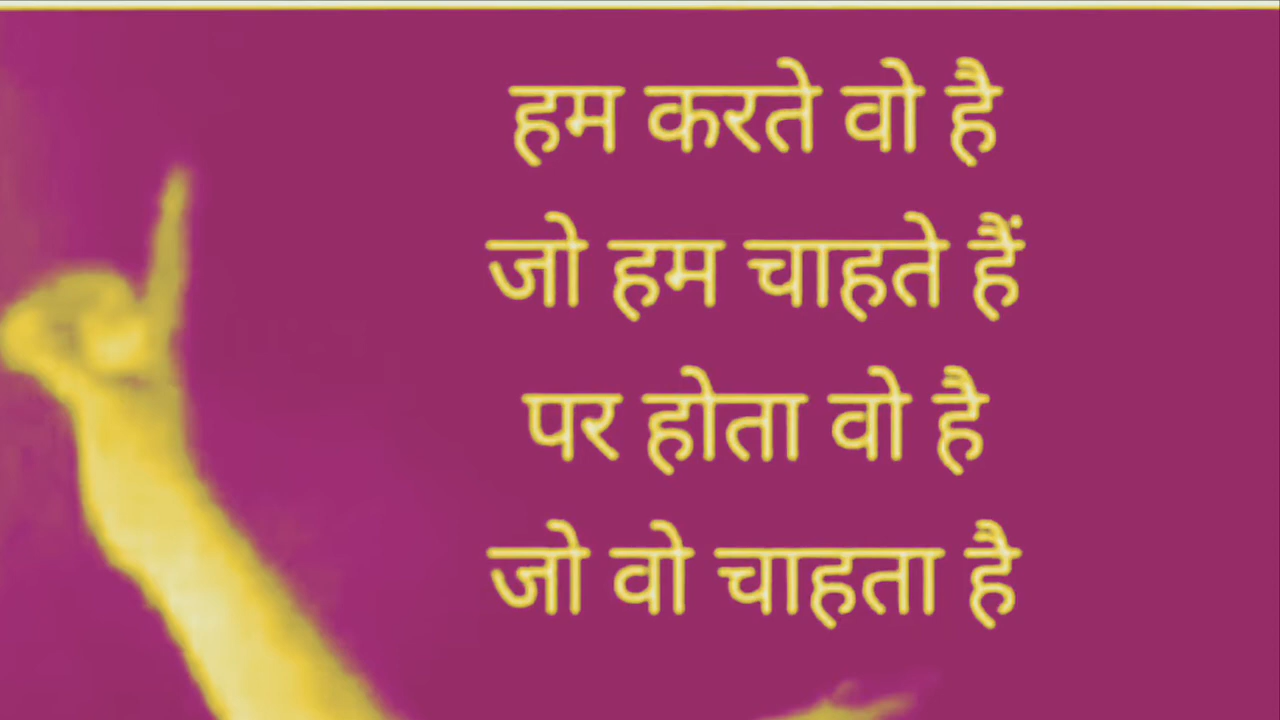 हम करते वो है
जो हम चाहते हैं
पर होता वो है
जो वो चाहता है